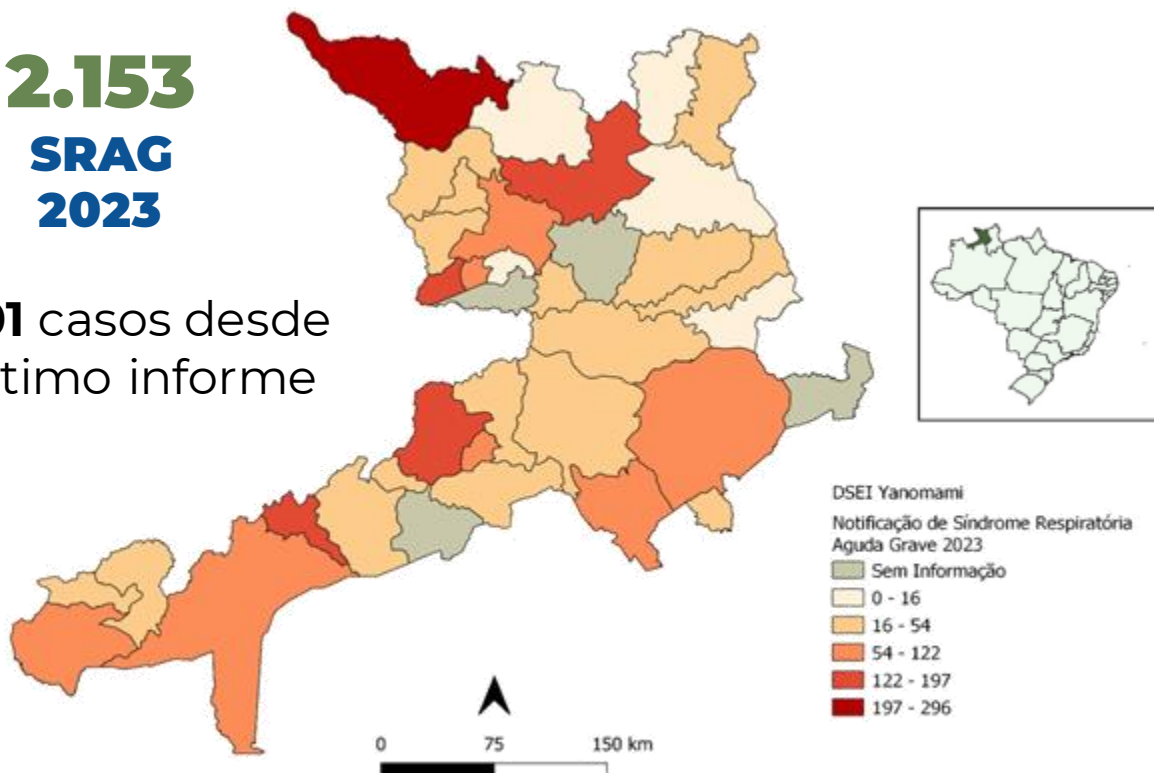 2.153
SRAG
2023
1 casos desde
timo informe
DSEI Yanomami
Notificação de Síndrome Respiratória
Aguda Grave 2023
Sem Informação
0 - 16
16 - 54
54 - 122
122 - 197
197 - 296
0 75 150 km